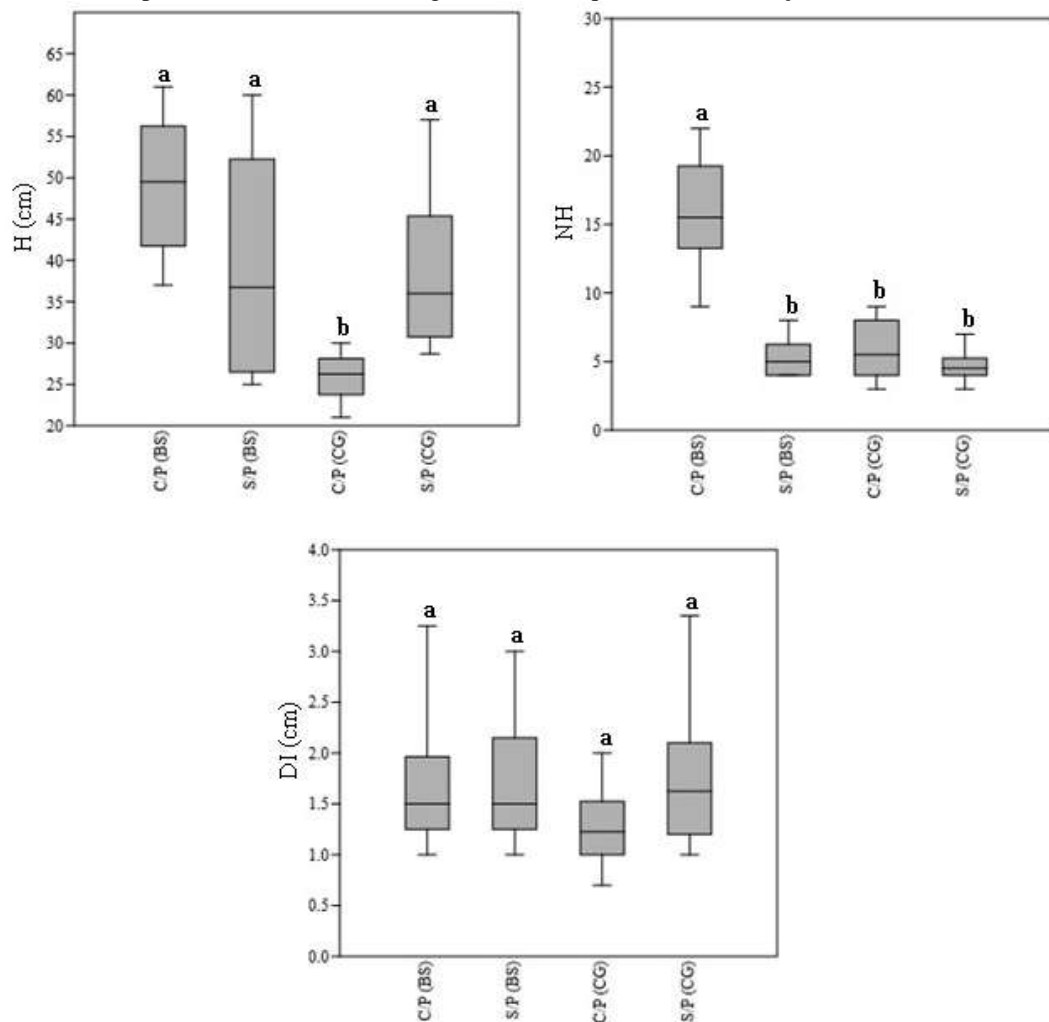 65
60
55
50
45
40
35
30
25
20
H (cm)
a
a
b
a
C/P (BS)
S/P (BS)
C/P (CG)
S/P (CG)
30
25
20
15
10
5
0
NH
a
b
b
b
C/P (BS)
S/P (BS)
C/P (CG)
S/P (CG)
4.0
3.5
3.0
2.5
2.0
1.5
1.0
0.5
0.0
DI (cm)
a
a
a
a
C/P (BS)
S/P (BS)
C/P (CG)
S/P (CG)